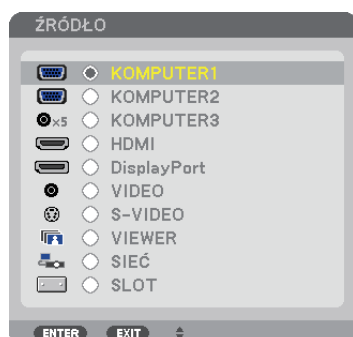 ŹRÓDŁO
KOMPUTER1
KOMPUTER2
×5 KOMPUTER3
HDMI
DisplayPort
VIDEO
S-VIDEO
VIEWER
SIEĆ
SLOT
ENTER EXIT